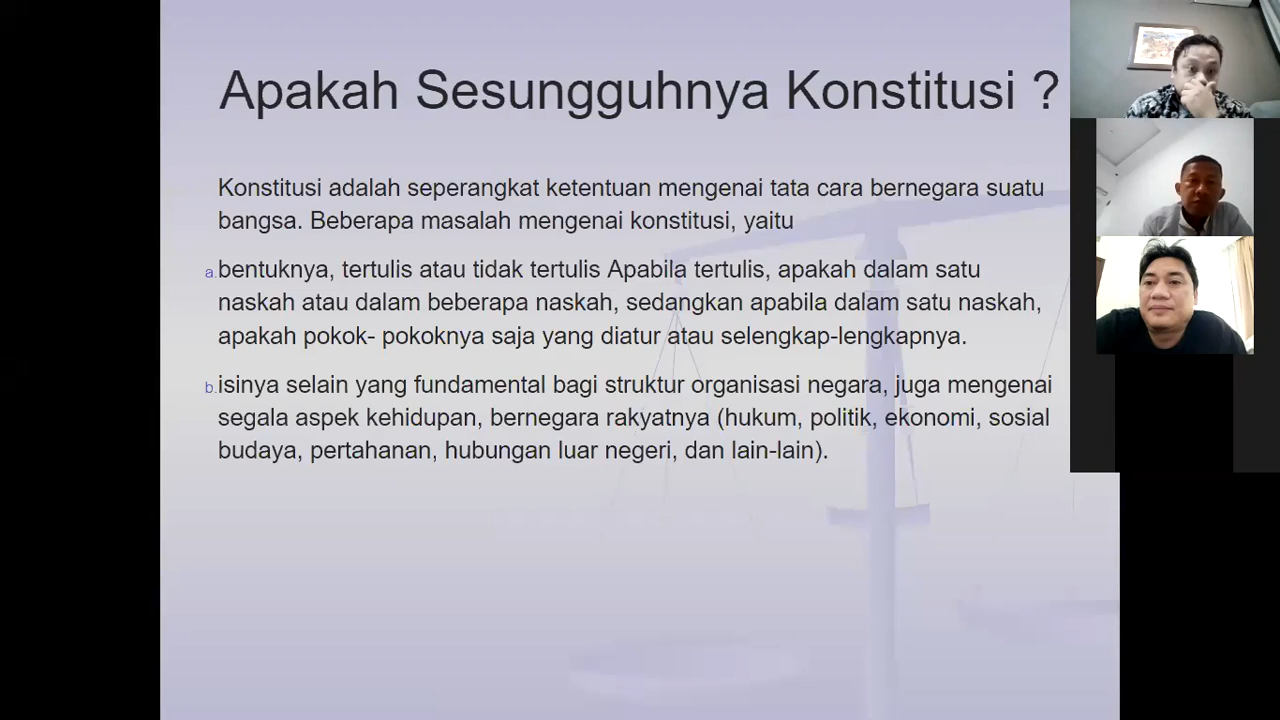 Apakah Sesungguhnya Konstitusi ?
Konstitusi adalah seperangkat ketentuan mengenai tata cara bernegara suatu
bangsa. Beberapa masalah mengenai konstitusi, yaitu
a. bentuknya, tertulis atau tidak tertulis Apabila tertulis, apakah dalam satu
naskah atau dalam beberapa naskah, sedangkan apabila dalam satu naskah,
apakah pokok- pokoknya saja yang diatur atau selengkap-lengkapnya.
b. isinya selain yang fundamental bagi struktur organisasi negara, juga mengenai
segala aspek kehidupan, bernegara rakyatnya (hukum, politik, ekonomi, sosial
budaya, pertahanan, hubungan luar negeri, dan lain-lain).